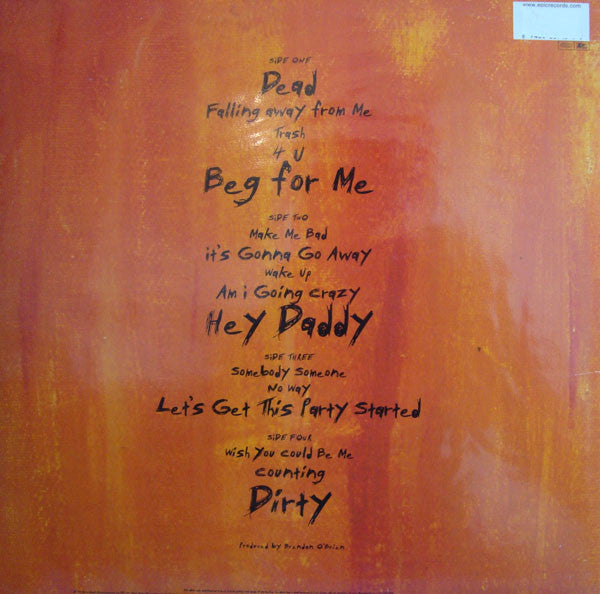 www.epicrecords.com
SiDE ONE
Dead
Falling away from Me
Trash
4 U
Beg for Me
SiDE TWO
Make Me Bad
it's Gonna Go Away
Wake Up
Am i Going crazy
Hey Daddy
SiDE THREE
Somebody Someone
No Way
Let's Get This Party Started
SiDE FOUR
Wish You could Be Me
counting
Dirty
Produced by Brendan O'Brien